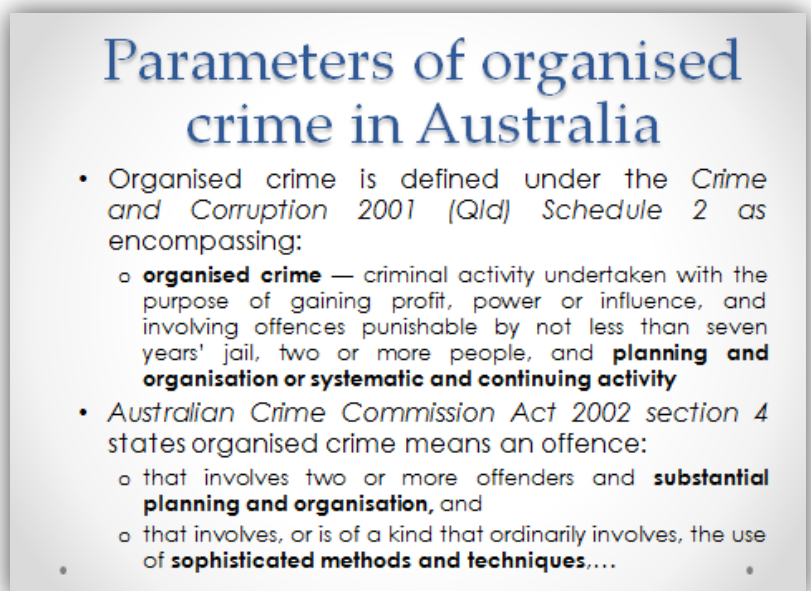 Parameters of organised
crime in Australia
• Organised crime is defined under the Crime
and Corruption 2001 (Qld) Schedule 2 as
encompassing:
o organised crime — criminal activity undertaken with the
purpose of gaining profit, power or influence, and
involving offences punishable by not less than seven
years' jail, two or more people, and planning and
organisation or systematic and continuing activity
• Australian Crime Commission Act 2002 section 4
states organised crime means an offence:
o that involves two or more offenders and substantial
planning and organisation, and
o that involves, or is of a kind that ordinarily involves, the use
of sophisticated methods and techniques,...